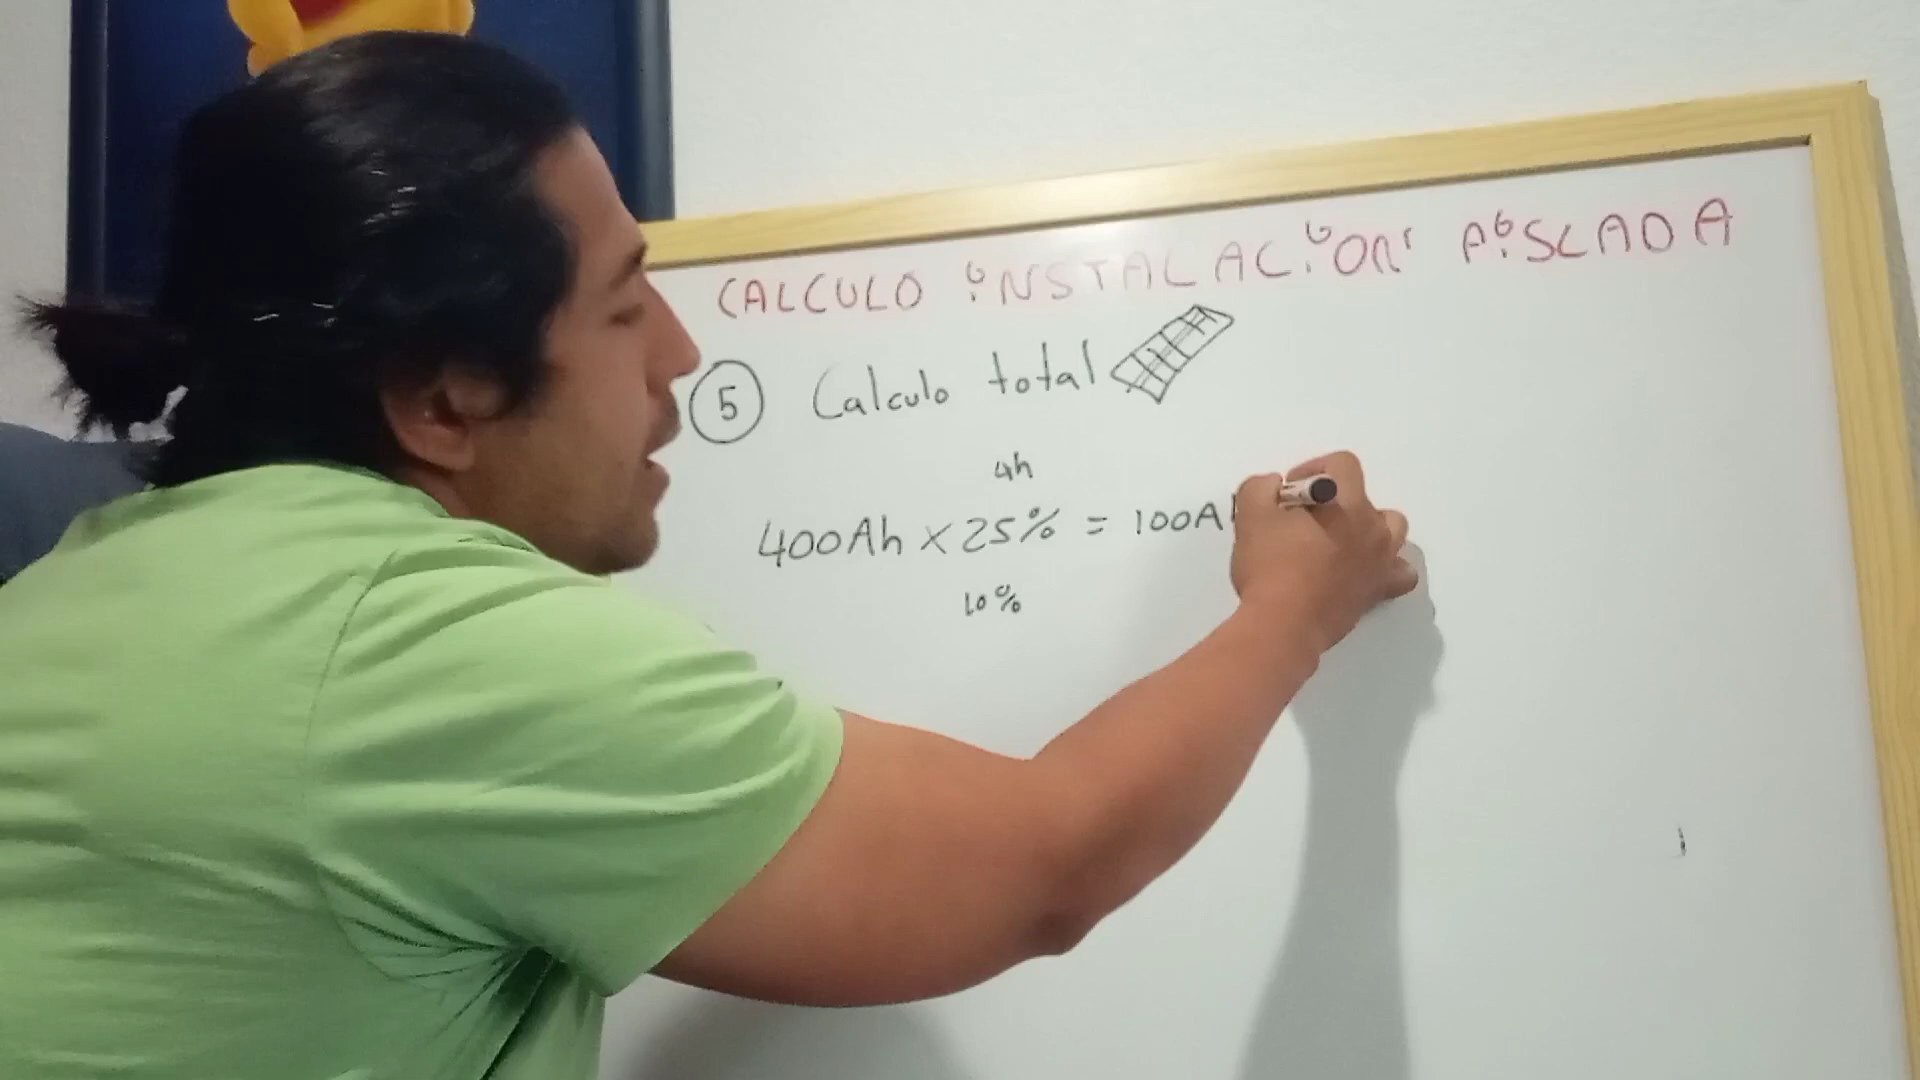 CALCULO iNSTALACiON AiSLADA
5 Calculo total
4h
400Ah x 25% = 100A
10%